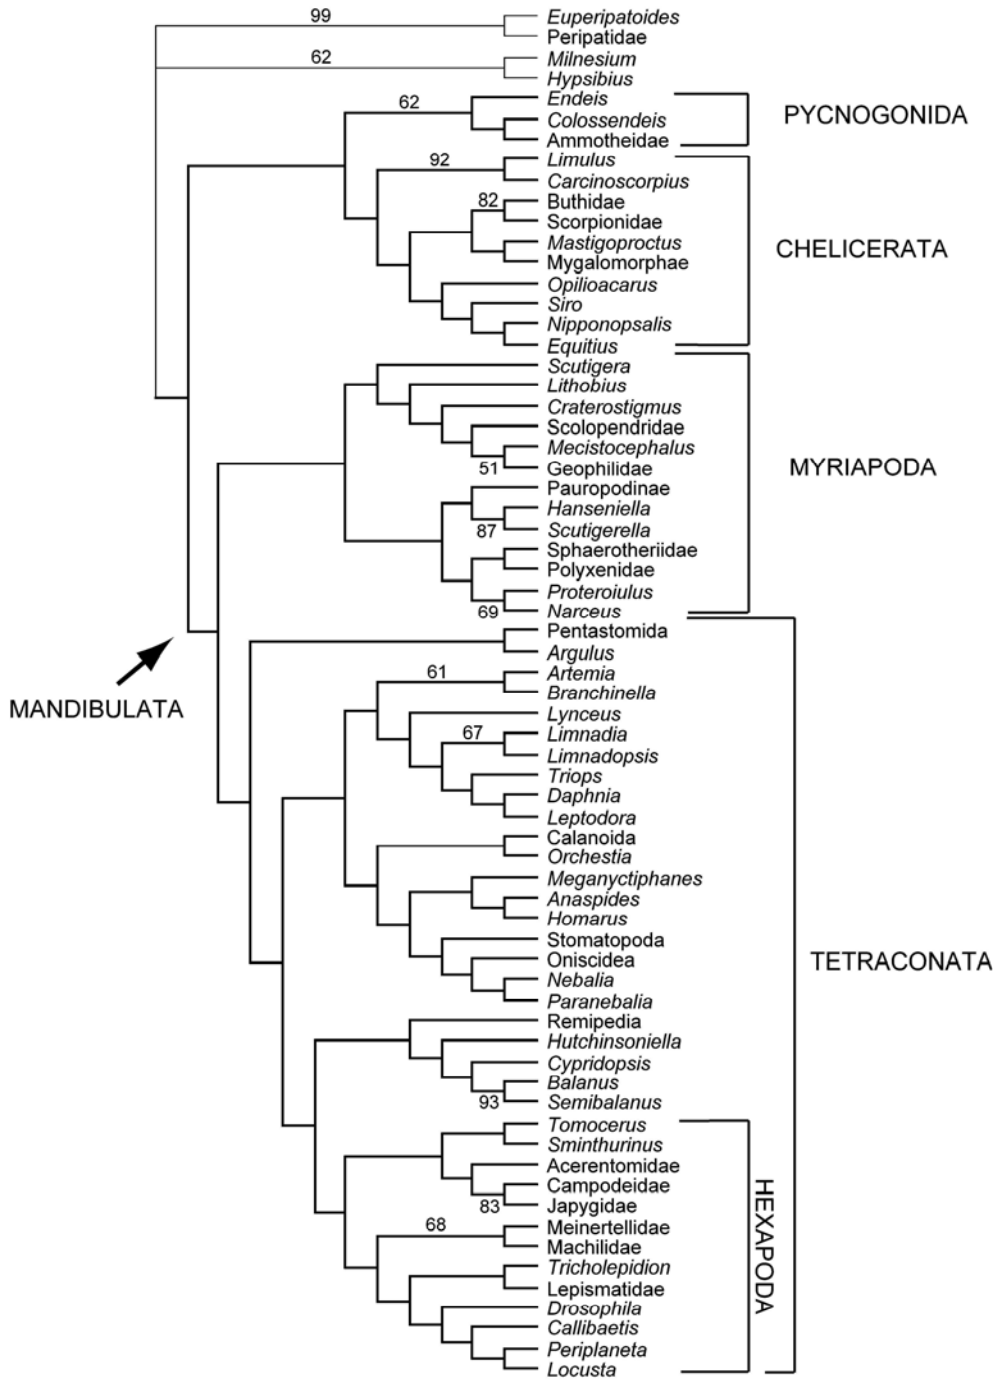 99
Euperipatoides
Peripatidae
62
Milnesium
Hypsibius
62
Endeis
Colossendeis
Ammotheidae
PYCNOGONIDA
92
Limulus
Carcinoscorpius
82
Buthidae
Scorpionidae
Mastigoproctus
Mygalomorphae
CHELICERATA
Opilioacarus
Siro
Nipponopsalis
Equitius
Scutigera
Lithobius
Craterostigmus
Scolopendridae
Mecistocephalus
51
Geophilidae
MYRIAPODA
Pauropodinae
Hanseniella
87
Scutigerella
Sphaerotheriidae
Polyxenidae
Proteroiulus
69
Narceus
Pentastomida
Argulus
MANDIBULATA
61
Artemia
Branchinella
Lynceus
67
Limnadia
Limnadopsis
Triops
Daphnia
Leptodora
Calanoida
Orchestia
Meganyctiphanes
Anaspides
Homarus
Stomatopoda
Oniscidea
TETRACONATA
Nebalia
Paranebalia
Remipedia
Hutchinsoniella
Cypridopsis
Balanus
93
Semibalanus
Tomocerus
Sminthurinus
Acerentomidae
Campodeidae
83
Japygidae
HEXAPODA
68
Meinertellidae
Machilidae
Tricholepidion
Lepismatidae
Drosophila
Callibaetis
Periplaneta
Locusta